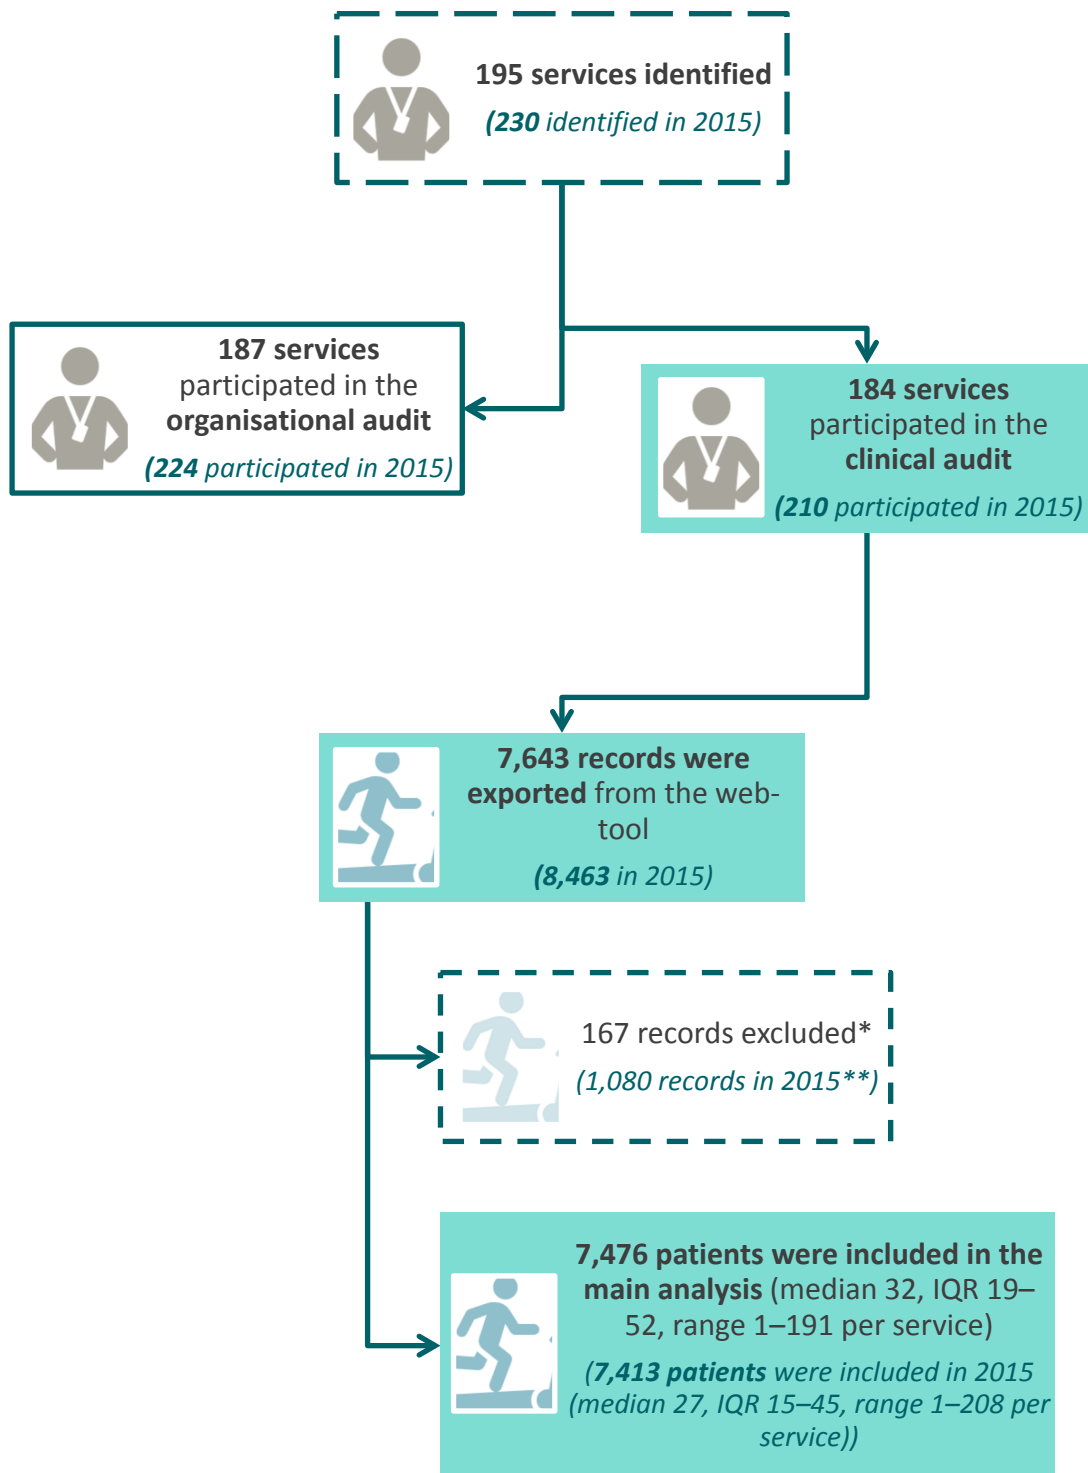 195 services identified
(230 identified in 2015)
187 services
participated in the
organisational audit
(224 participated in 2015)
184 services
participated in the
clinical audit
(210 participated in 2015)
7,643 records were
exported from the web-
tool
(8,463 in 2015)
167 records excluded*
(1,080 records in 2015**)
7,476 patients were included in the
main analysis (median 32, IQR 19–
52, range 1–191 per service)
(7,413 patients were included in 2015
(median 27, IQR 15–45, range 1–208 per
service))